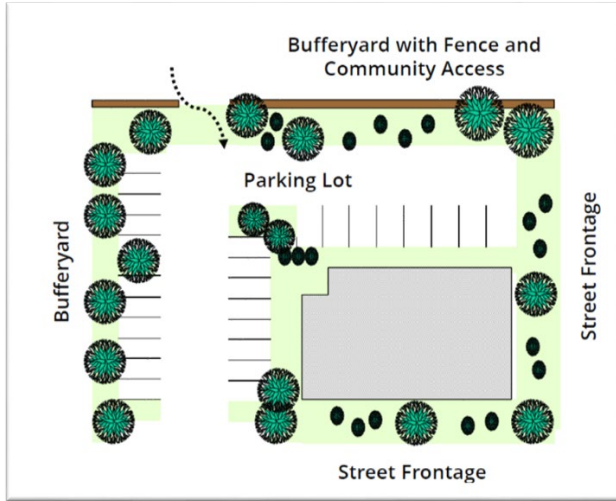 Bufferyard with Fence and
Community Access
Parking Lot
Bufferyard
Street Frontage
Street Frontage